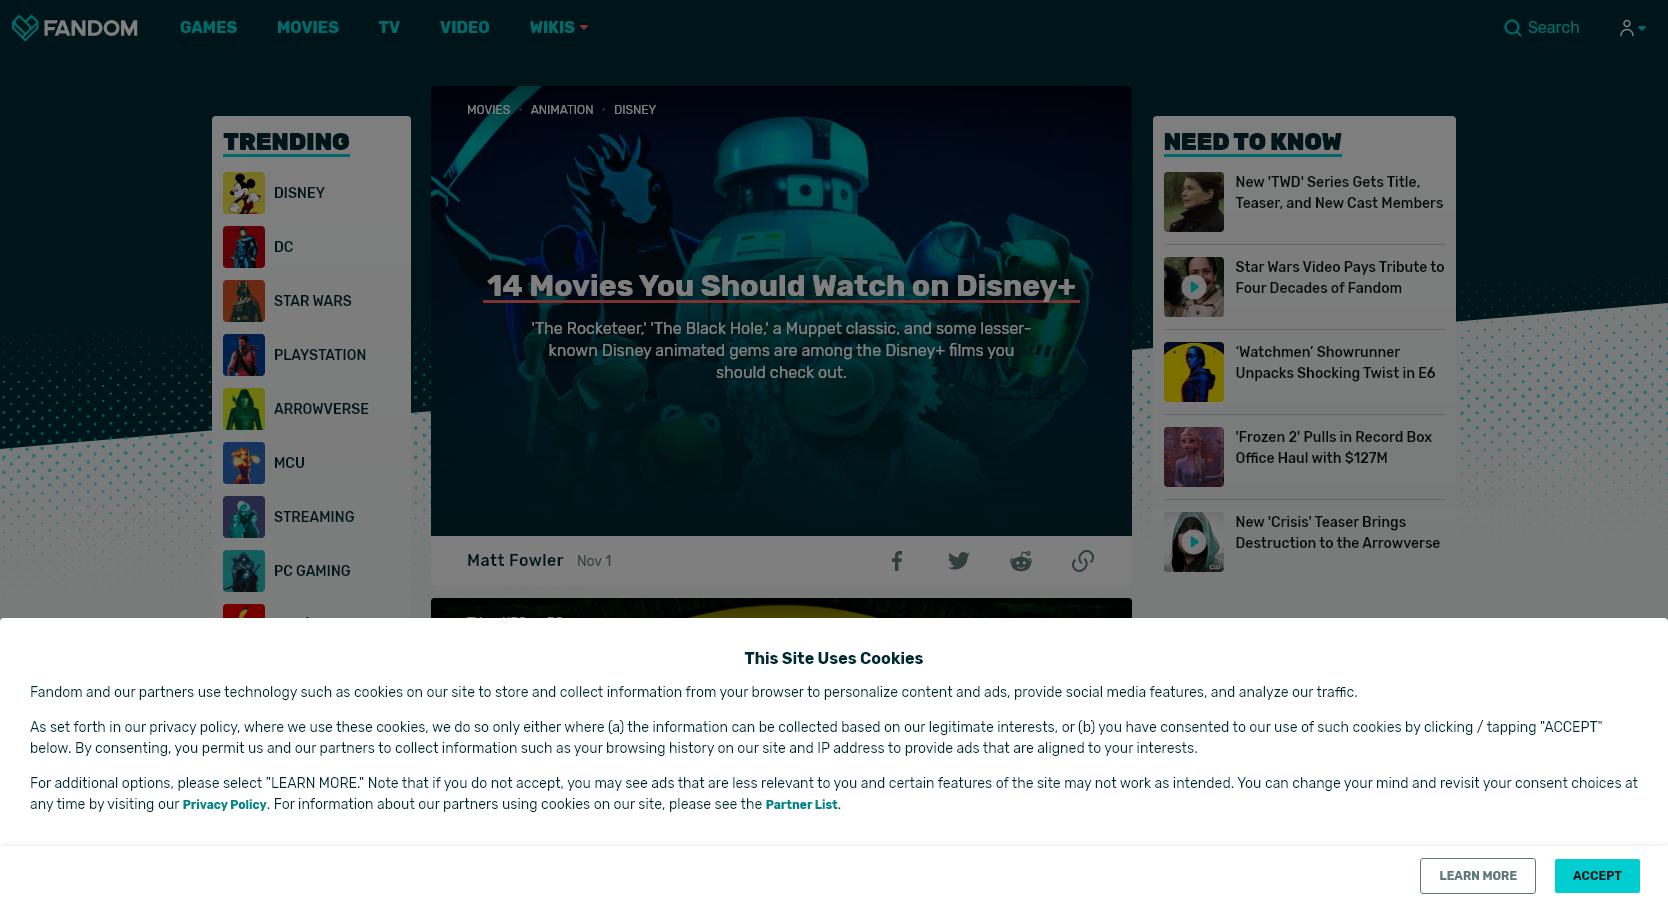 FANDOM
GAMES
MOVIES
TV
VIDEO
WIKIS
Search
TRENDING
DISNEY
DC
STAR WARS
PLAYSTATION
ARROWVERSE
MCU
STREAMING
PC GAMING
MOVIES · ANIMATION · DISNEY
14 Movies You Should Watch on Disney+
'The Rocketeer,' 'The Black Hole,' a Muppet classic, and some lesser-
known Disney animated gems are among the Disney+ films you
should check out.
Matt Fowler Nov 1
NEED TO KNOW
New 'TWD' Series Gets Title,
Teaser, and New Cast Members
Star Wars Video Pays Tribute to
Four Decades of Fandom
‘Watchmen’ Showrunner
Unpacks Shocking Twist in E6
'Frozen 2' Pulls in Record Box
Office Haul with $127M
New 'Crisis' Teaser Brings
Destruction to the Arrowverse
This Site Uses Cookies
Fandom and our partners use technology such as cookies on our site to store and collect information from your browser to personalize content and ads, provide social media features, and analyze our traffic.
As set forth in our privacy policy, where we use these cookies, we do so only either where (a) the information can be collected based on our legitimate interests, or (b) you have consented to our use of such cookies by clicking / tapping "ACCEPT"
below. By consenting, you permit us and our partners to collect information such as your browsing history on our site and IP address to provide ads that are aligned to your interests.
For additional options, please select "LEARN MORE." Note that if you do not accept, you may see ads that are less relevant to you and certain features of the site may not work as intended. You can change your mind and revisit your consent choices at
any time by visiting our Privacy Policy. For information about our partners using cookies on our site, please see the Partner List.
LEARN MORE
ACCEPT